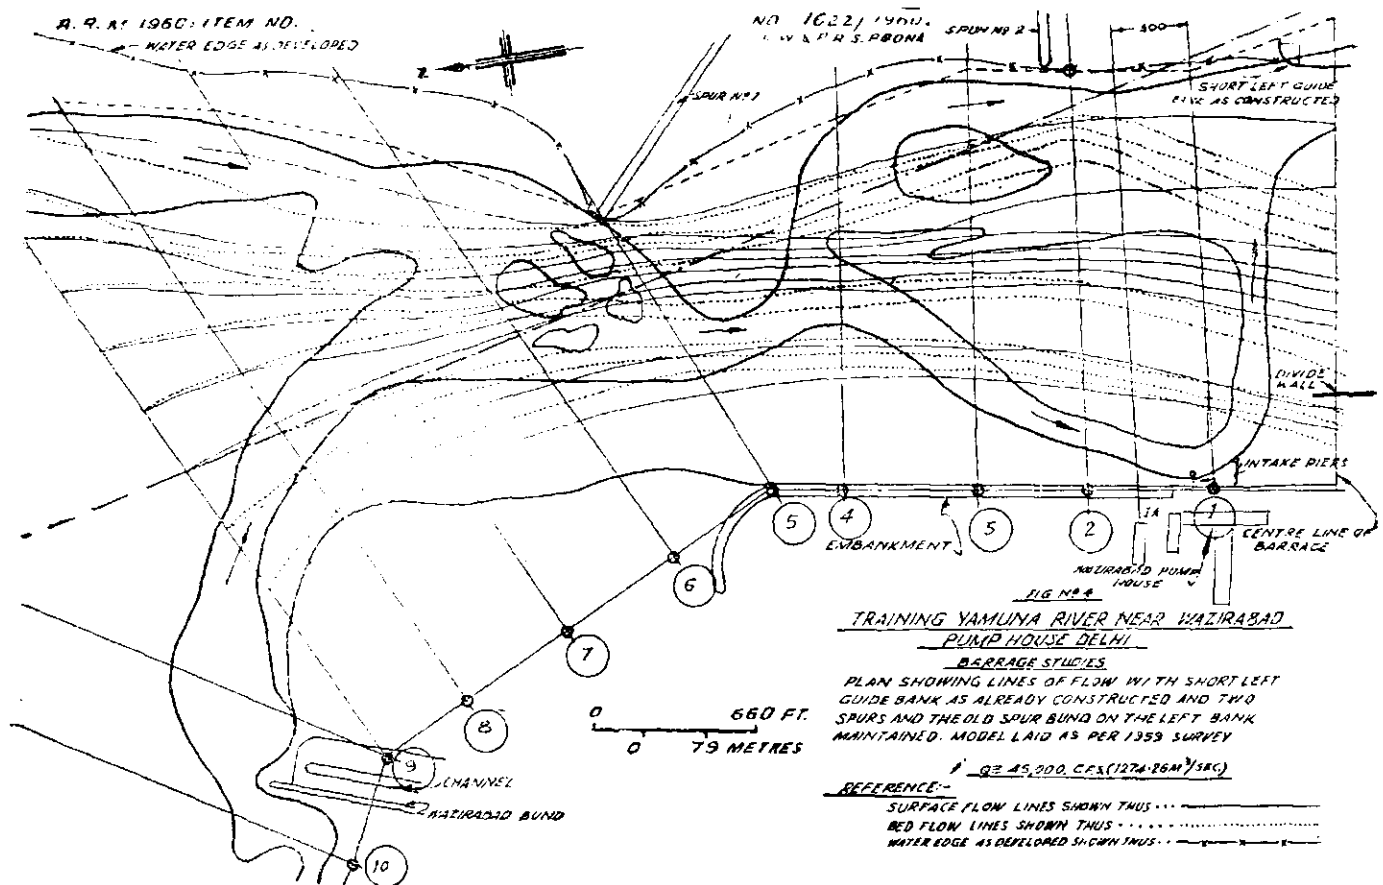 A.R.M 1960: ITEM NO.
NO. 1622/1960.
WATER EDGE AS DEVELOPED
C.W.& P.R.S. POONA
SPUR Nº 2
500
N
SPUR Nº 1
SHORT LEFT GUIDE
BANK AS CONSTRUCTED
DIVIDE
WALL
INTAKE PIERS
5
4
5
2
1A
1
EMBANKMENT
CENTRE LINE OF
BARRAGE
WAZIRABAD PUMP
HOUSE
6
7
8
9
10
CHANNEL
WAZIRABAD BUND
0 660 FT.
0 79 METRES
FIG Nº 4
TRAINING YAMUNA RIVER NEAR WAZIRABAD
PUMP HOUSE DELHI
BARRAGE STUDIES
PLAN SHOWING LINES OF FLOW WITH SHORT LEFT
GUIDE BANK AS ALREADY CONSTRUCTED AND TWO
SPURS AND THE OLD SPUR BUND ON THE LEFT BANK
MAINTAINED. MODEL LAID AS PER 1959 SURVEY
Q= 45,000. CFS (1274.26M³/SEC)
REFERENCE:-
SURFACE FLOW LINES SHOWN THUS
BED FLOW LINES SHOWN THUS
WATER EDGE AS DEVELOPED SHOWN THUS